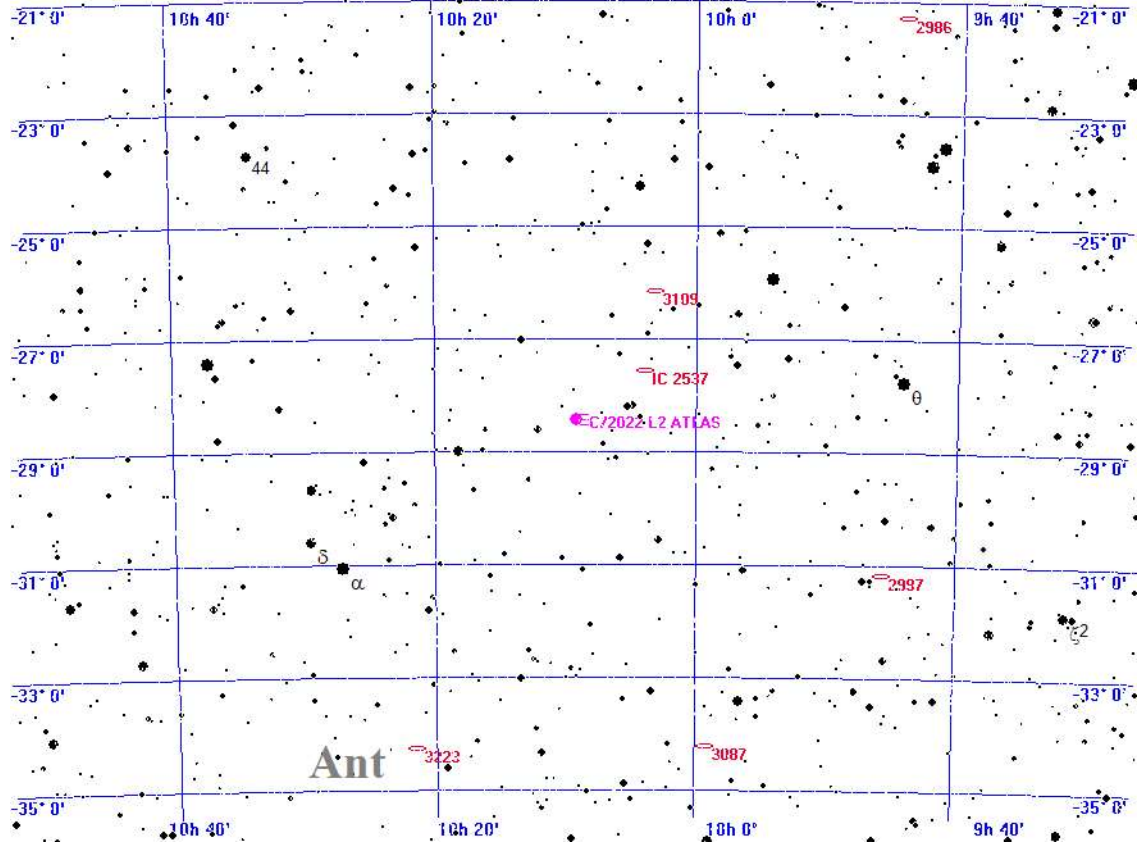 10h 40' 10h 20' 10h 0' 9h 40'
-21° 0' -21° 0'
2986
-23° 0' -23° 0'
44
-25° 0' -25° 0'
3109
-27° 0' -27° 0'
IC 2537
θ
C/2022 L2 ATLAS
-29° 0' -29° 0'
δ
α
-31° 0' -31° 0'
2997
ζ2
-33° 0' -33° 0'
3223
3087
Ant
-35° 0' -35° 0'
10h 40' 10h 20' 10h 0' 9h 40'